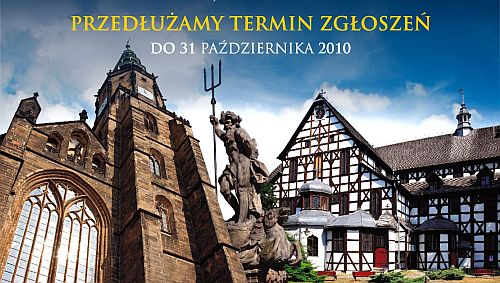 PRZEDŁUŻAMY TERMIN ZGŁOSZEŃ
DO 31 PAŹDZIERNIKA 2010